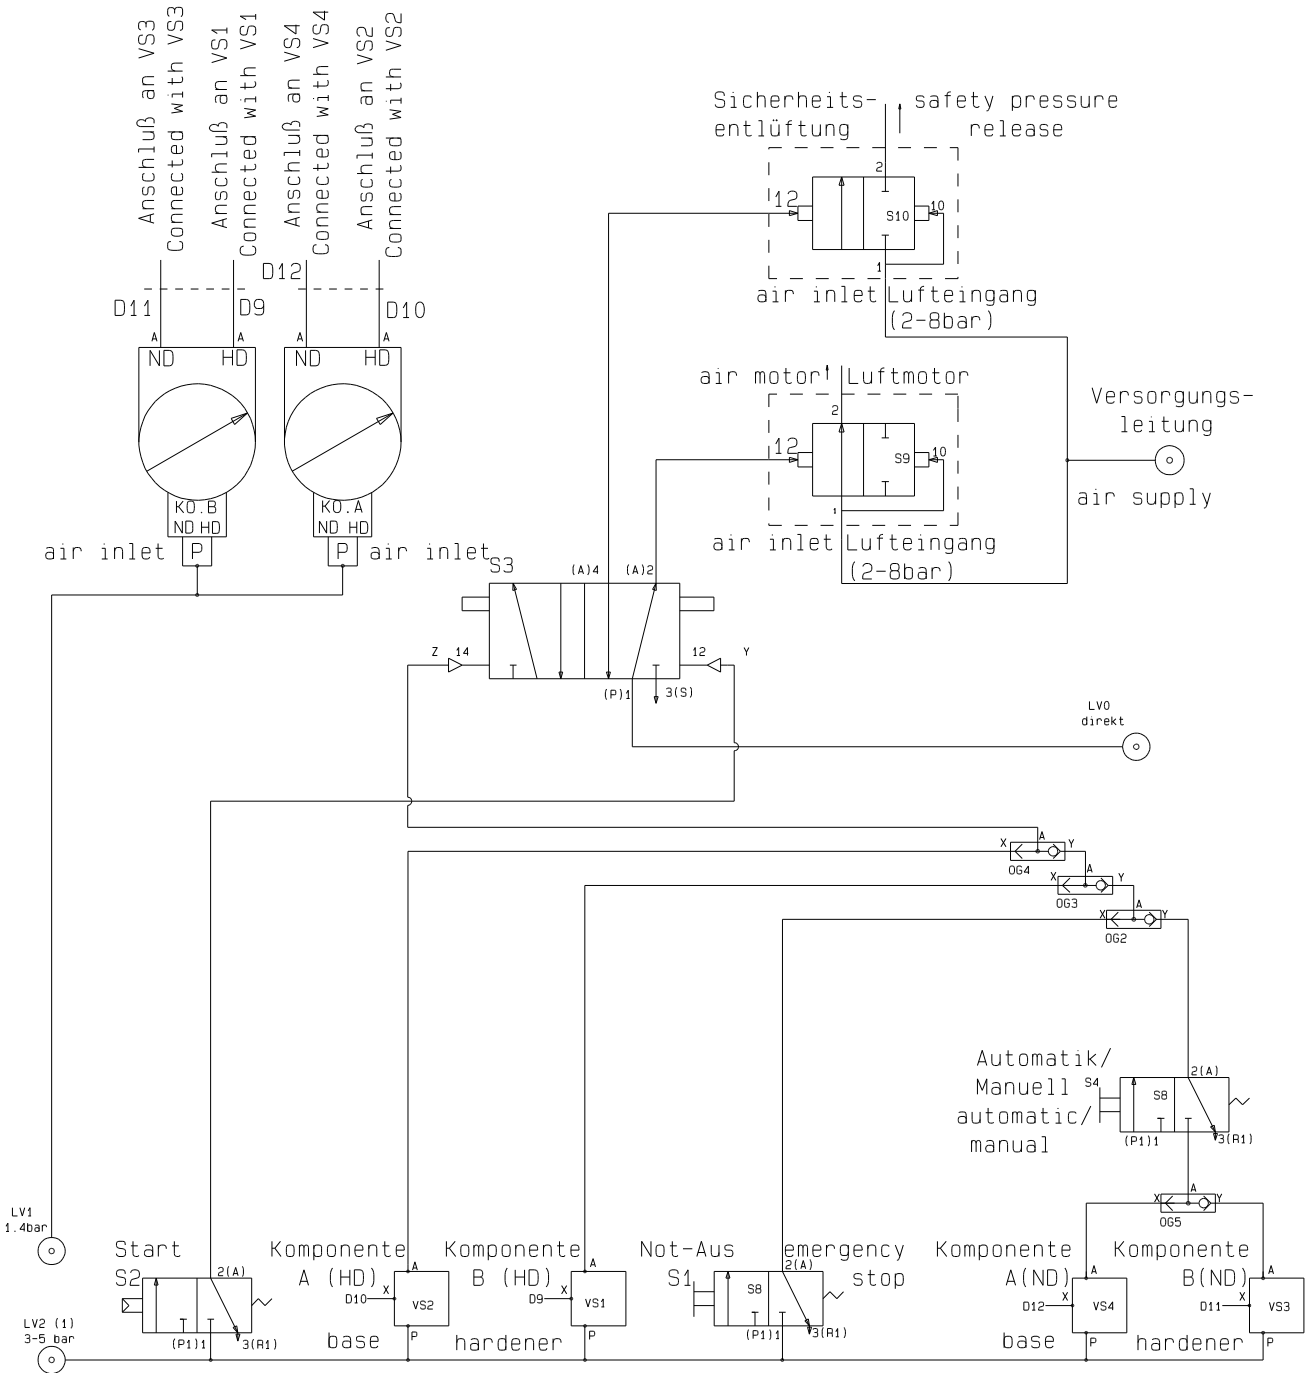 Anschluß an VS3
Connected with VS3
Anschluß an VS1
Connected with VS1
Anschluß an VS4
Connected with VS4
Anschluß an VS2
Connected with VS2
Sicherheits-
entlüftung
safety pressure
release
2
12
S10
10
1
air inlet Lufteingang
(2-8bar)
D12
D11
D9
D10
A
A
A
A
ND
HD
ND
HD
air motor
Luftmotor
2
12
S9
10
1
air inlet Lufteingang
(2-8bar)
Versorgungs-
leitung
air supply
KO.B
ND HD
KO.A
ND HD
air inlet
P
P
air inlet
S3
(A)4
(A)2
Z
14
12
Y
(P)1
3(S)
LV0
direkt
X
A
Y
OG4
X
A
Y
OG3
X
A
Y
OG2
Automatik/
Manuell
automatic/
manual
S4
2(A)
S8
(P1)1
3(R1)
X
A
Y
OG5
LV1
1.4bar
Start
S2
2(A)
(P1)1
3(R1)
Komponente
A (HD)
A
X
D10
VS2
P
base
Komponente
B (HD)
A
X
D9
VS1
P
hardener
Not-Aus
S1
emergency
stop
2(A)
S8
(P1)1
3(R1)
Komponente
A(ND)
A
X
D12
VS4
P
base
Komponente
B(ND)
A
X
D11
VS3
P
hardener
LV2 (1)
3-5 bar